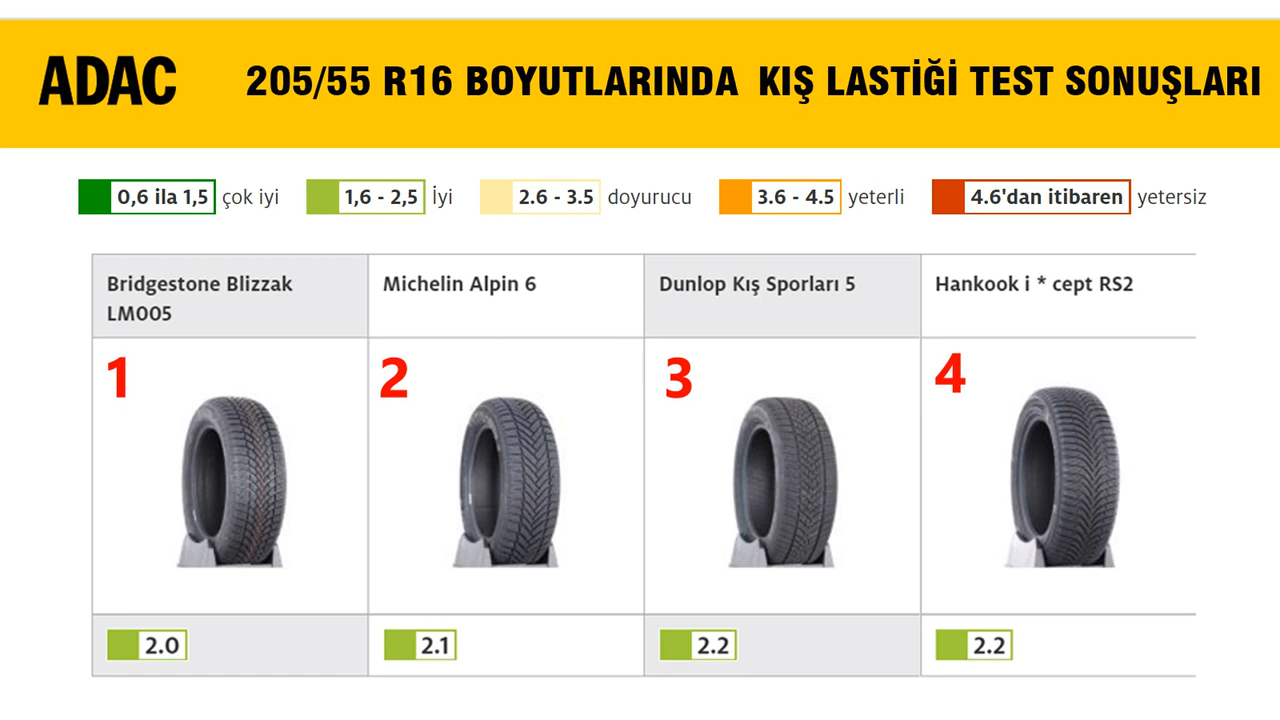 ADAC 205/55 R16 BOYUTLARINDA KIŞ LASTİĞİ TEST SONUŞLARI
0,6 ila 1,5 çok iyi 1,6 - 2,5 İyi 2.6 - 3.5 doyurucu 3.6 - 4.5 yeterli 4.6'dan itibaren yetersiz
Bridgestone Blizzak
LM005
Michelin Alpin 6
Dunlop Kış Sporları 5
Hankook i * cept RS2
1 2 3 4
2.0 2.1 2.2 2.2